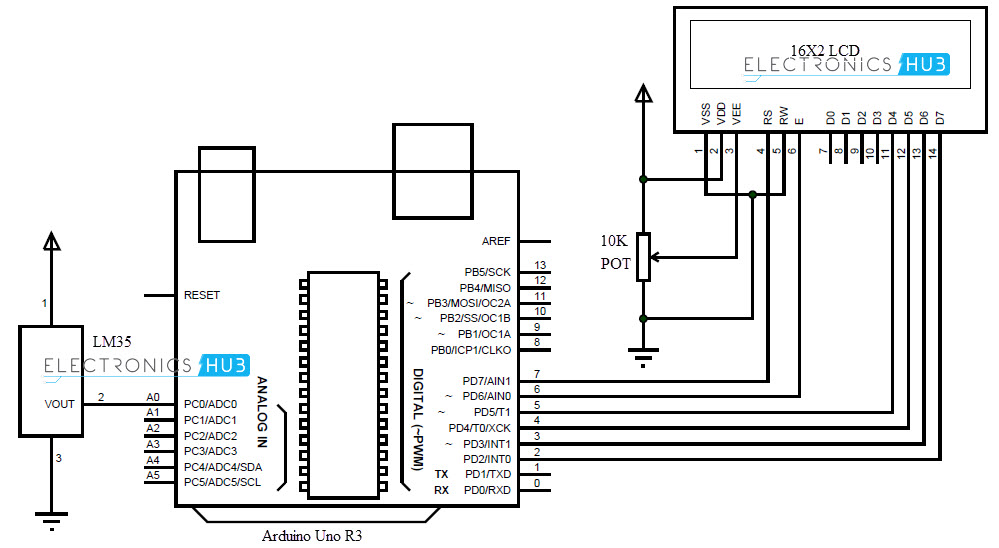 16X2 LCD
ELECTRONICS HUB
VSS
VDD
VEE
RS
RW
E
D0
D1
D2
D3
D4
D5
D6
D7
1
2
3
4
5
6
7
8
9
10
11
12
13
14
10K
POT
AREF
RESET
PB5/SCK 13
PB4/MISO 12
~ PB3/MOSI/OC2A 11
~ PB2/SS/OC1B 10
~ PB1/OC1A 9
PB0/ICP1/CLKO 8
1
LM35
ELECTRONICS HUB
VOUT
2
3
A0 PC0/ADC0
A1 PC1/ADC1
A2 PC2/ADC2
A3 PC3/ADC3
A4 PC4/ADC4/SDA
A5 PC5/ADC5/SCL
ANALOG IN
DIGITAL (~PWM)
PD7/AIN1 7
~ PD6/AIN0 6
~ PD5/T1 5
PD4/T0/XCK 4
~ PD3/INT1 3
PD2/INT0 2
TX PD1/TXD 1
RX PD0/RXD 0
Arduino Uno R3